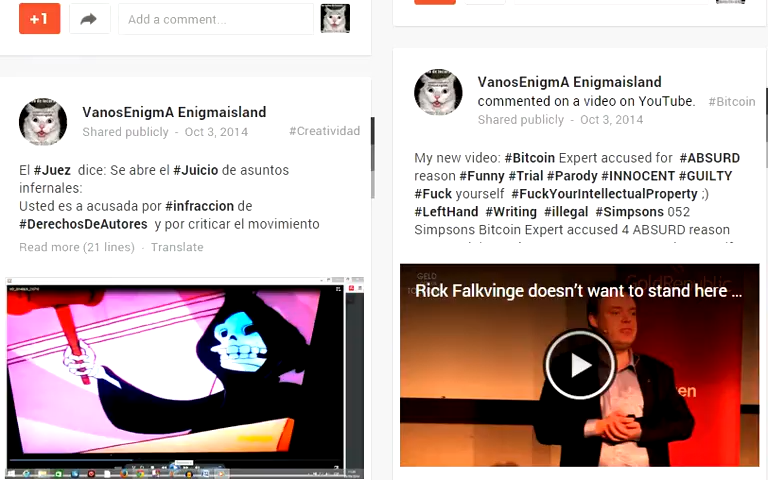 +1
Add a comment...
VanosEnigmA Enigmaisland
Shared publicly - Oct 3, 2014
#Creatividad
El #Juez dice: Se abre el #Juicio de asuntos
infernales:
Usted es a acusada por #infraccion de
#DerechosDeAutores y por criticar el movimiento
Read more (21 lines) · Translate
VanosEnigmA Enigmaisland
commented on a video on YouTube.
#Bitcoin
Shared publicly - Oct 3, 2014
My new video: #Bitcoin Expert accused for #ABSURD
reason #Funny #Trial #Parody #INNOCENT #GUILTY
#Fuck yourself #FuckYourIntellectualProperty ;)
#LeftHand #Writing #illegal #Simpsons 052
Simpsons Bitcoin Expert accused 4 ABSURD reason
GELD
Rick Falkvinge doesn't want to stand here ...